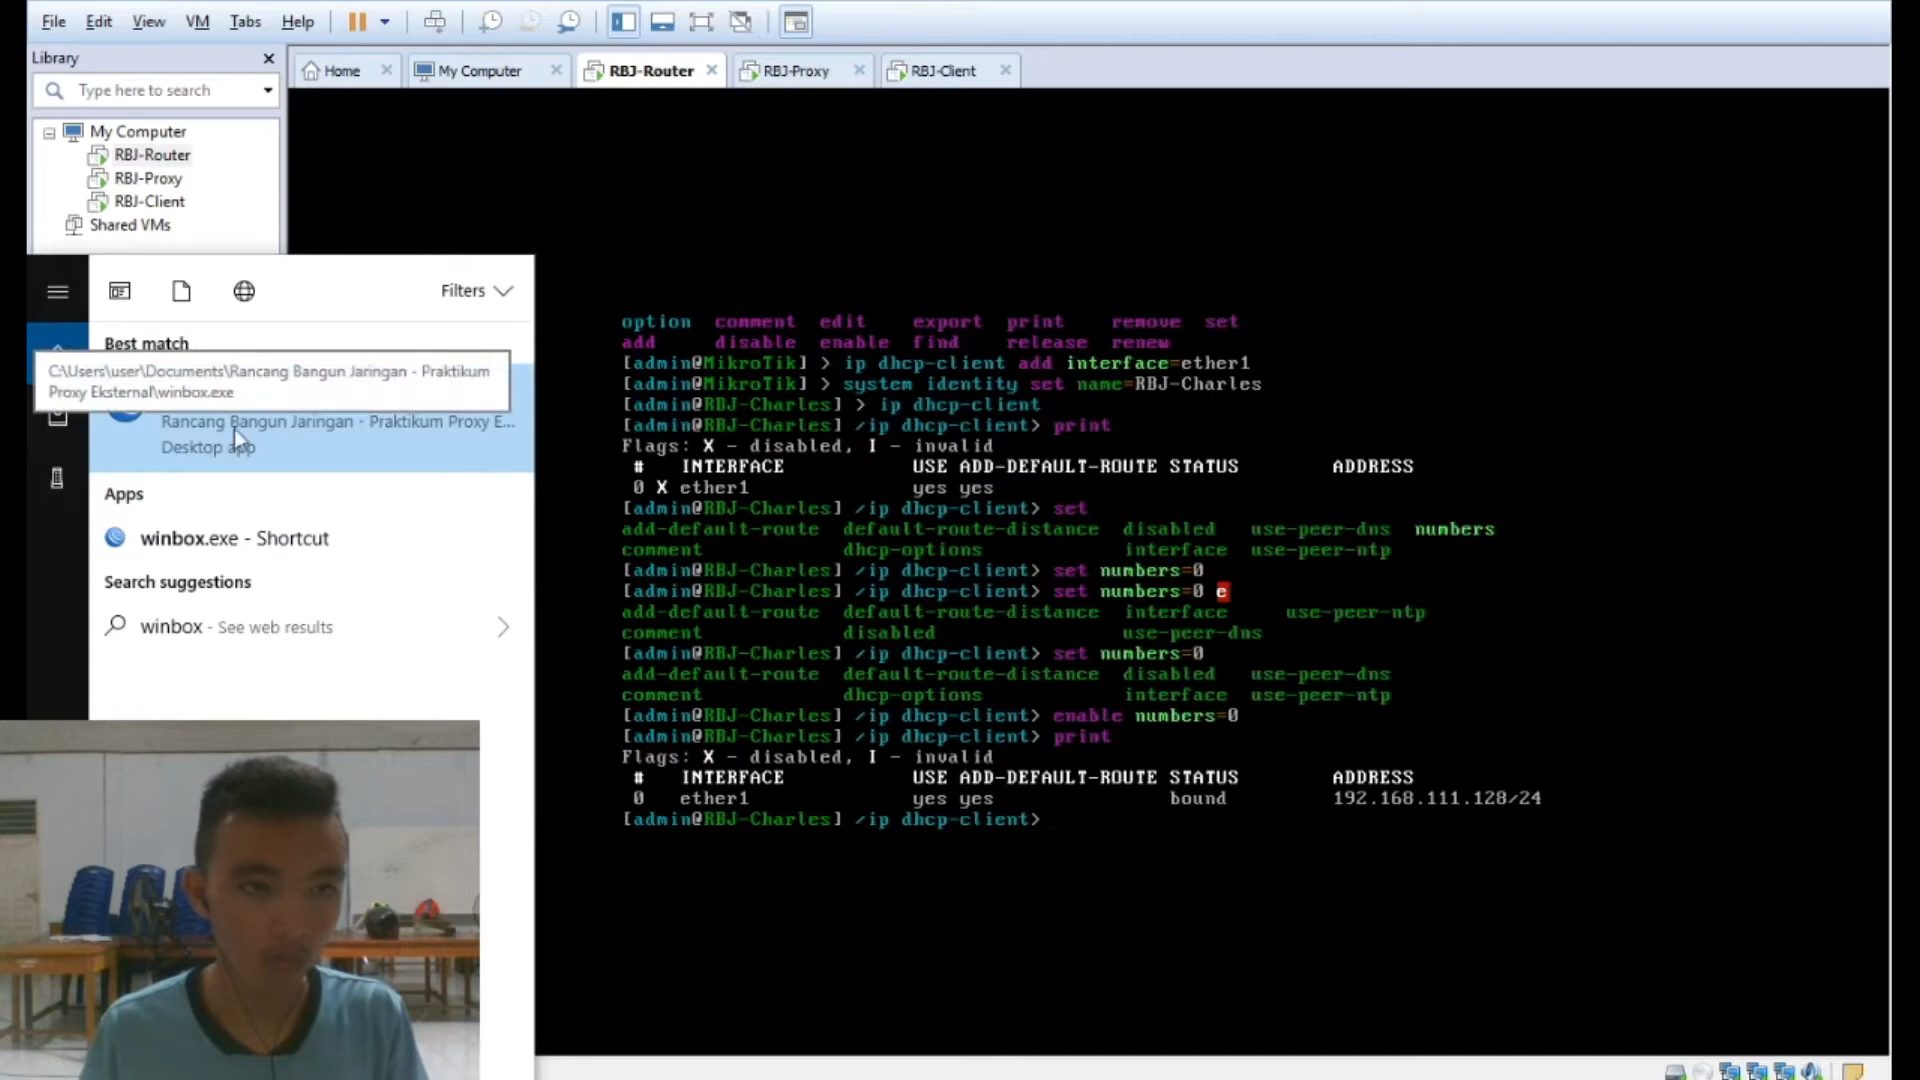 File Edit View VM Tabs Help
Library
Home My Computer RBJ-Router RBJ-Proxy RBJ-Client
Type here to search
My Computer
RBJ-Router
RBJ-Proxy
RBJ-Client
Shared VMs
Filters
Best match
C:\Users\user\Documents\Rancang Bangun Jaringan - Praktikum
Proxy Eksternal\winbox.exe
Rancang Bangun Jaringan - Praktikum Proxy E...
Desktop app
Apps
winbox.exe - Shortcut
Search suggestions
winbox - See web results
option comment edit export print remove set
add disable enable find release renew
[admin@MikroTik] > ip dhcp-client add interface=ether1
[admin@MikroTik] > system identity set name=RBJ-Charles
[admin@RBJ-Charles] > ip dhcp-client
[admin@RBJ-Charles] /ip dhcp-client> print
Flags: X - disabled, I - invalid
# INTERFACE USE ADD-DEFAULT-ROUTE STATUS ADDRESS
0 X ether1 yes yes
[admin@RBJ-Charles] /ip dhcp-client> set
add-default-route default-route-distance disabled use-peer-dns numbers
comment dhcp-options interface use-peer-ntp
[admin@RBJ-Charles] /ip dhcp-client> set numbers=0
[admin@RBJ-Charles] /ip dhcp-client> set numbers=0 e
add-default-route default-route-distance interface use-peer-ntp
comment disabled use-peer-dns
[admin@RBJ-Charles] /ip dhcp-client> set numbers=0
add-default-route default-route-distance disabled use-peer-dns
comment dhcp-options interface use-peer-ntp
[admin@RBJ-Charles] /ip dhcp-client> enable numbers=0
[admin@RBJ-Charles] /ip dhcp-client> print
Flags: X - disabled, I - invalid
# INTERFACE USE ADD-DEFAULT-ROUTE STATUS ADDRESS
0 ether1 yes yes bound 192.168.111.128/24
[admin@RBJ-Charles] /ip dhcp-client>